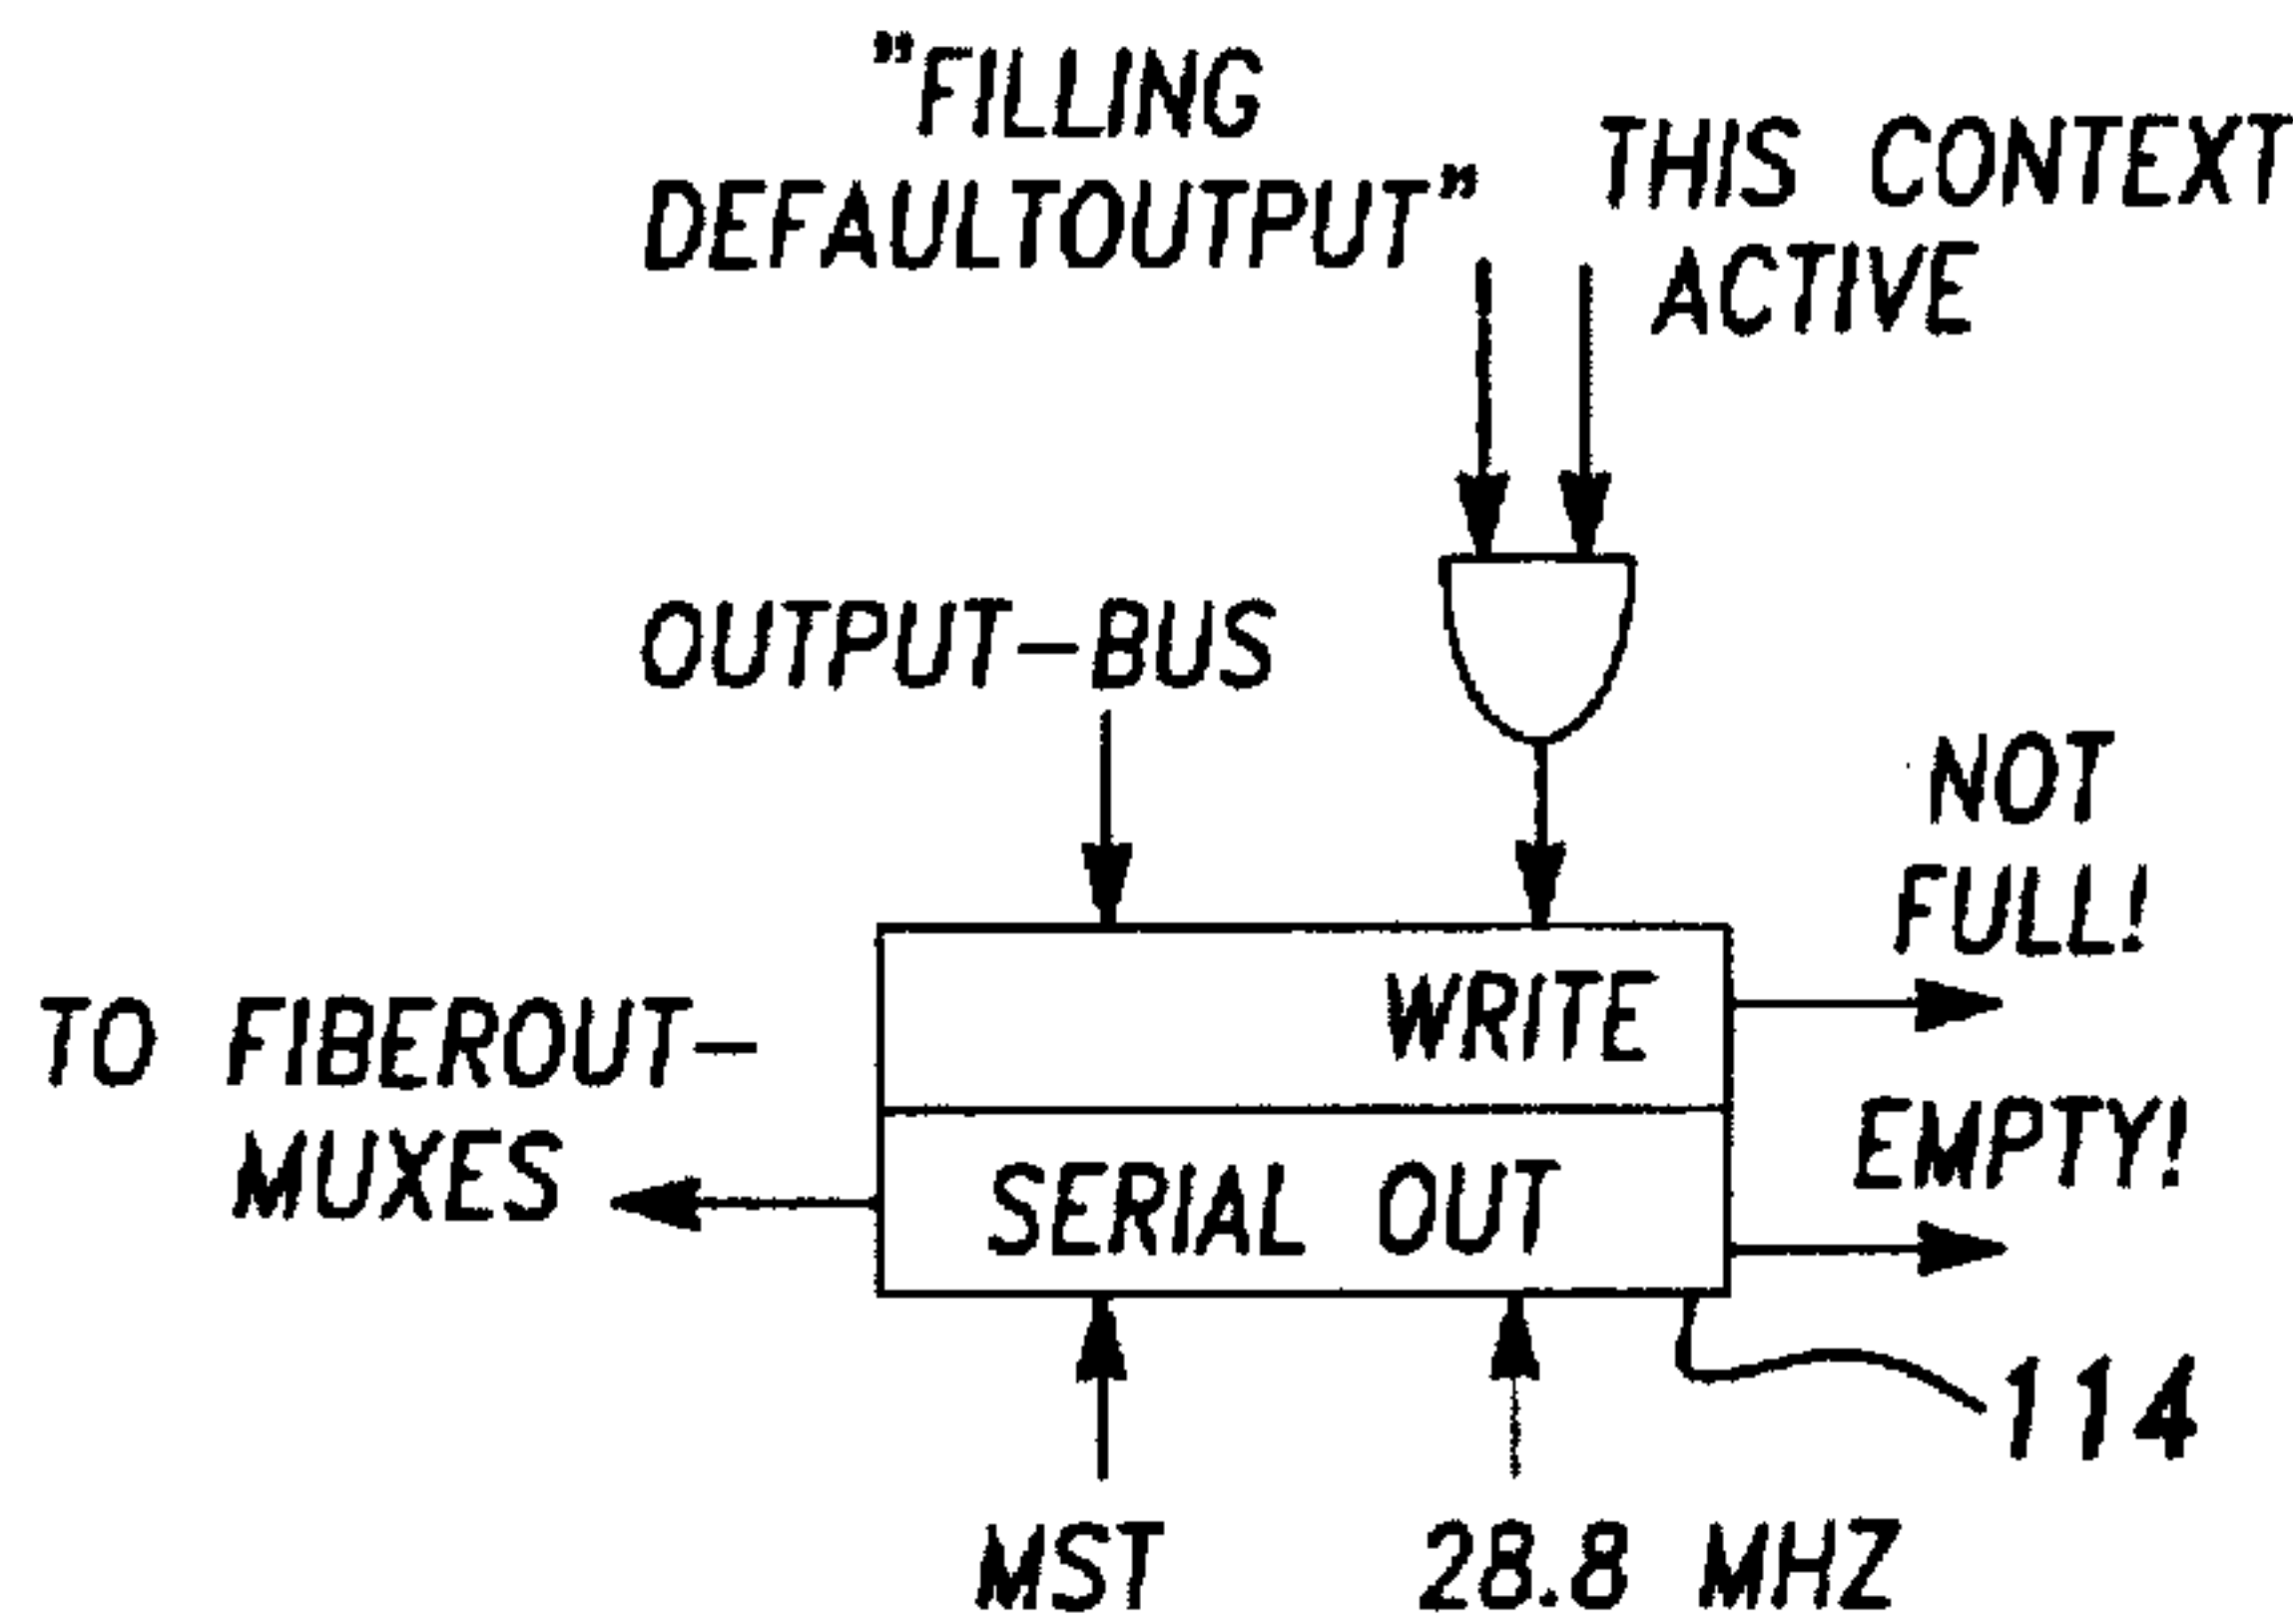 "FILLING
DEFAULTOUTPUT"
THIS CONTEXT
ACTIVE
OUTPUT-BUS
NOT
FULL!
WRITE
TO FIBEROUT-
MUXES
SERIAL OUT
EMPTY!
114
MST
28.8 MHZ